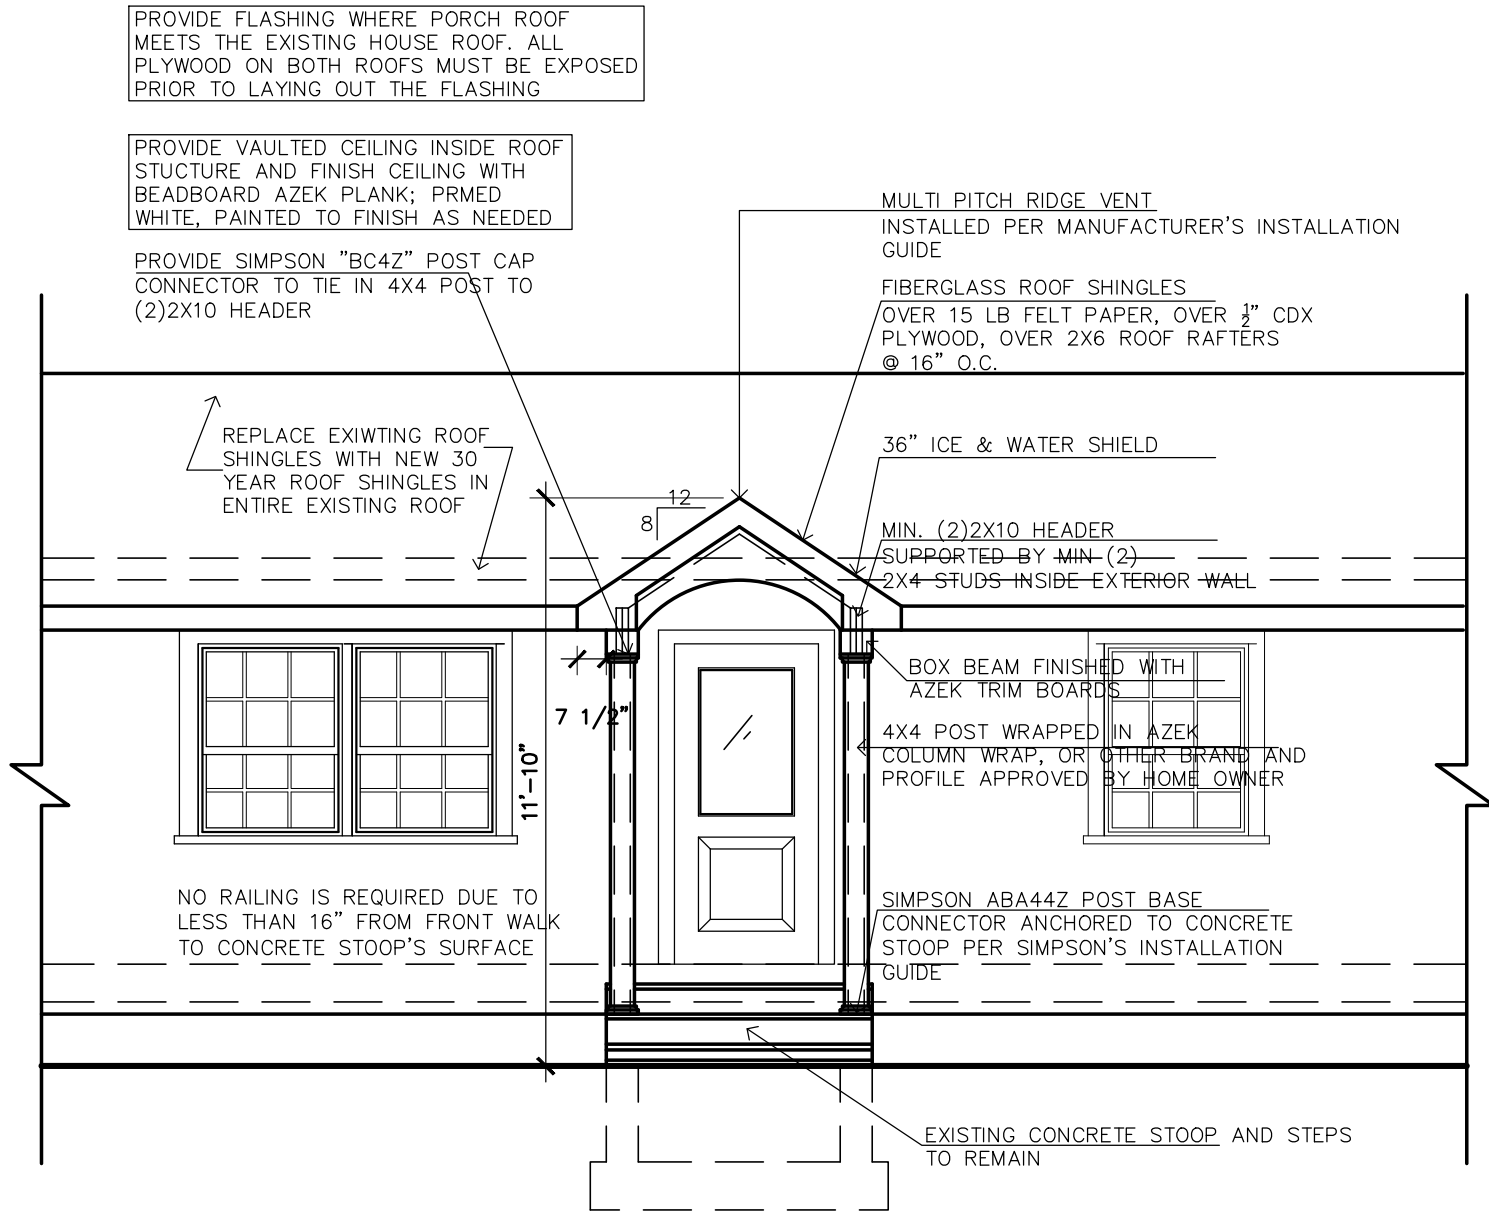 PROVIDE FLASHING WHERE PORCH ROOF
MEETS THE EXISTING HOUSE ROOF. ALL
PLYWOOD ON BOTH ROOFS MUST BE EXPOSED
PRIOR TO LAYING OUT THE FLASHING
PROVIDE VAULTED CEILING INSIDE ROOF
STUCTURE AND FINISH CEILING WITH
BEADBOARD AZEK PLANK; PRMED
WHITE, PAINTED TO FINISH AS NEEDED
PROVIDE SIMPSON "BC4Z" POST CAP
CONNECTOR TO TIE IN 4X4 POST TO
(2)2X10 HEADER
MULTI PITCH RIDGE VENT
INSTALLED PER MANUFACTURER'S INSTALLATION
GUIDE
FIBERGLASS ROOF SHINGLES
OVER 15 LB FELT PAPER, OVER 1/2" CDX
PLYWOOD, OVER 2X6 ROOF RAFTERS
@ 16" O.C.
REPLACE EXIWTING ROOF
SHINGLES WITH NEW 30
YEAR ROOF SHINGLES IN
ENTIRE EXISTING ROOF
36" ICE & WATER SHIELD
12
8
MIN. (2)2X10 HEADER
SUPPORTED BY MIN (2)
2X4 STUDS INSIDE EXTERIOR WALL
BOX BEAM FINISHED WITH
AZEK TRIM BOARDS
7 1/2"
11'-10"
4X4 POST WRAPPED IN AZEK
COLUMN WRAP, OR OTHER BRAND AND
PROFILE APPROVED BY HOME OWNER
NO RAILING IS REQUIRED DUE TO
LESS THAN 16" FROM FRONT WALK
TO CONCRETE STOOP'S SURFACE
SIMPSON ABA44Z POST BASE
CONNECTOR ANCHORED TO CONCRETE
STOOP PER SIMPSON'S INSTALLATION
GUIDE
EXISTING CONCRETE STOOP AND STEPS
TO REMAIN